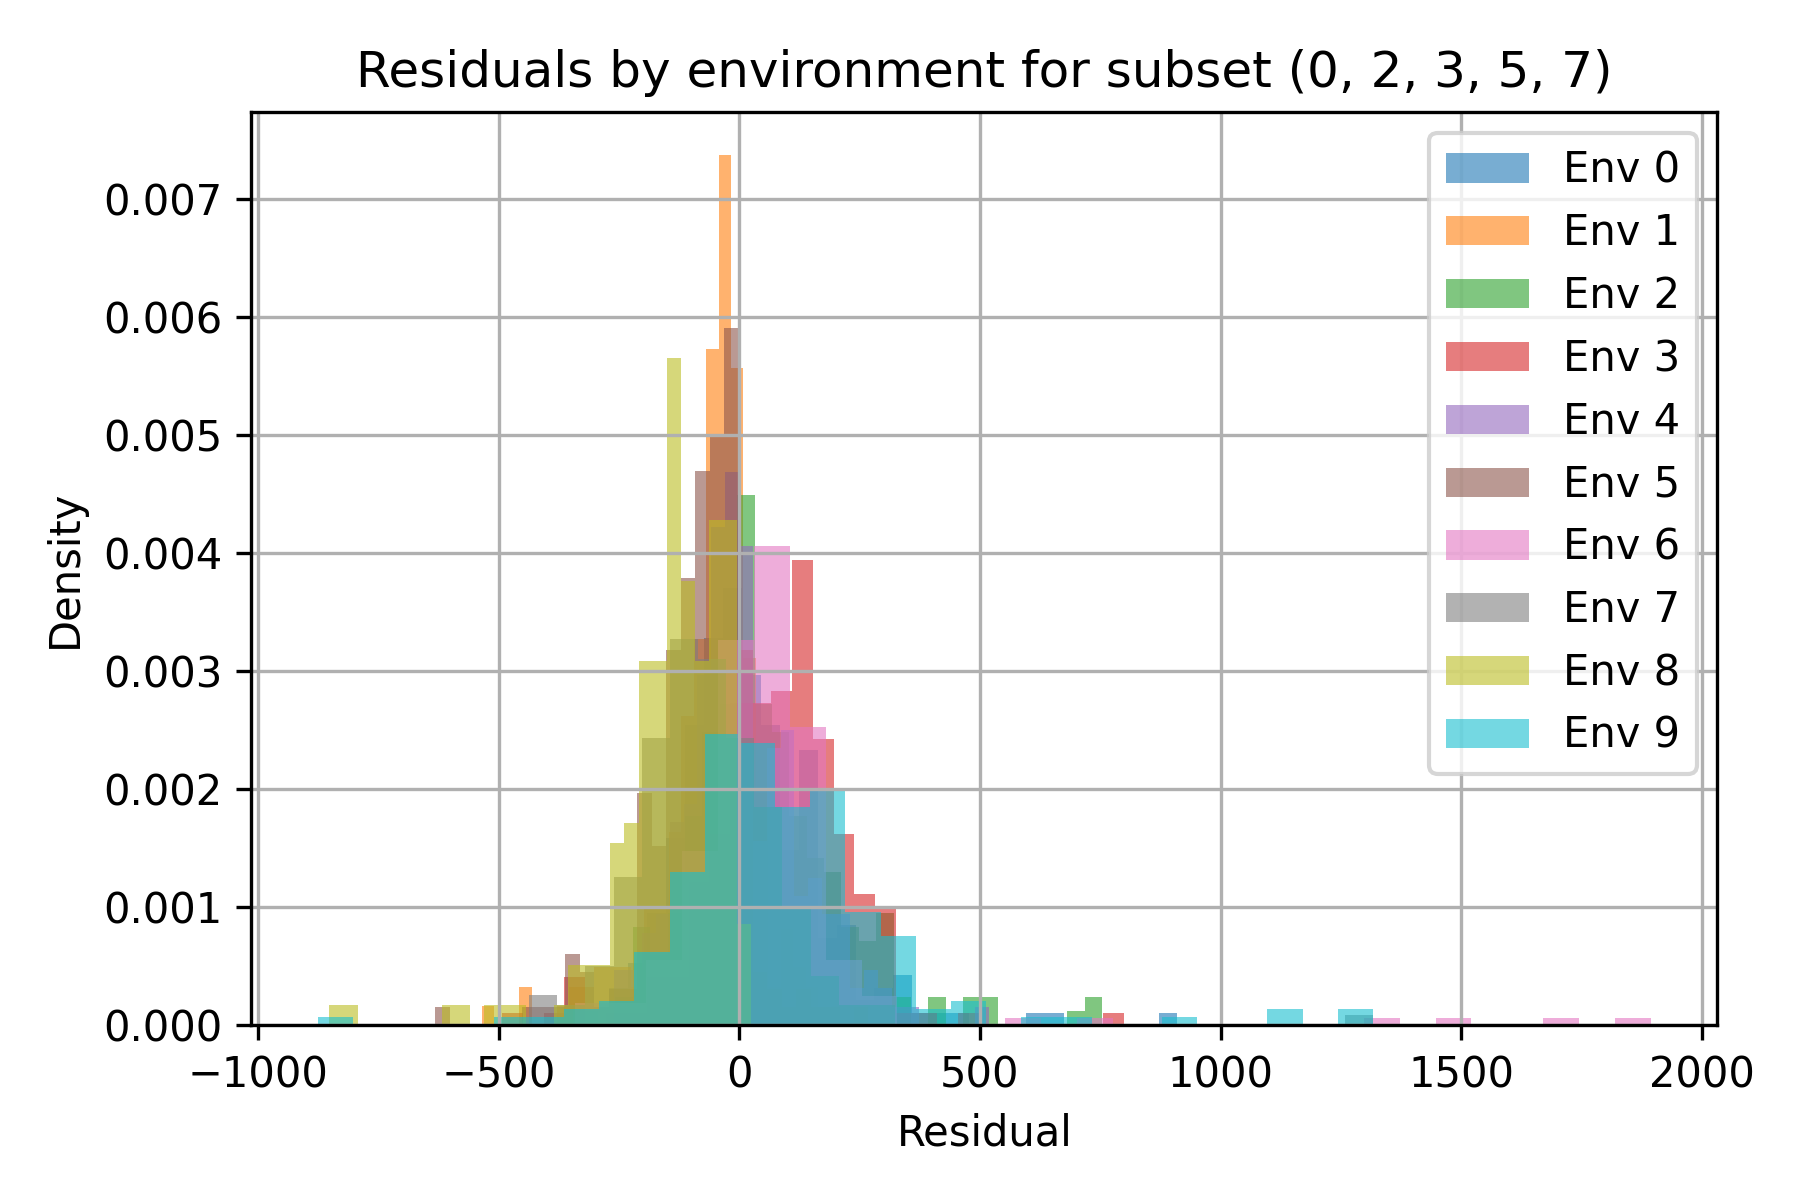 Residuals by environment for subset (0, 2, 3, 5, 7)
Density
0.007
0.006
0.005
0.004
0.003
0.002
0.001
0.000
−1000
−500
0
500
1000
1500
2000
Residual
Env 0
Env 1
Env 2
Env 3
Env 4
Env 5
Env 6
Env 7
Env 8
Env 9